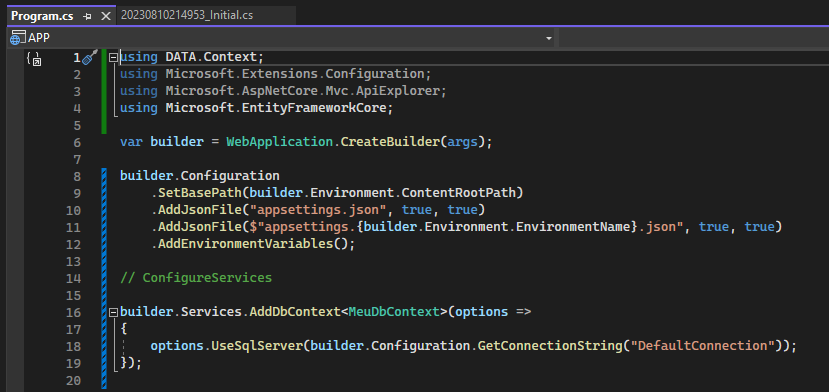 Program.cs
20230810214953_Initial.cs
APP
1 using DATA.Context;
2 using Microsoft.Extensions.Configuration;
3 using Microsoft.AspNetCore.Mvc.ApiExplorer;
4 using Microsoft.EntityFrameworkCore;
5
6 var builder = WebApplication.CreateBuilder(args);
7
8 builder.Configuration
9     .SetBasePath(builder.Environment.ContentRootPath)
10     .AddJsonFile("appsettings.json", true, true)
11     .AddJsonFile($"appsettings.{builder.Environment.EnvironmentName}.json", true, true)
12     .AddEnvironmentVariables();
13
14 // ConfigureServices
15
16 builder.Services.AddDbContext<MeuDbContext>(options =>
17 {
18     options.UseSqlServer(builder.Configuration.GetConnectionString("DefaultConnection"));
19 });
20